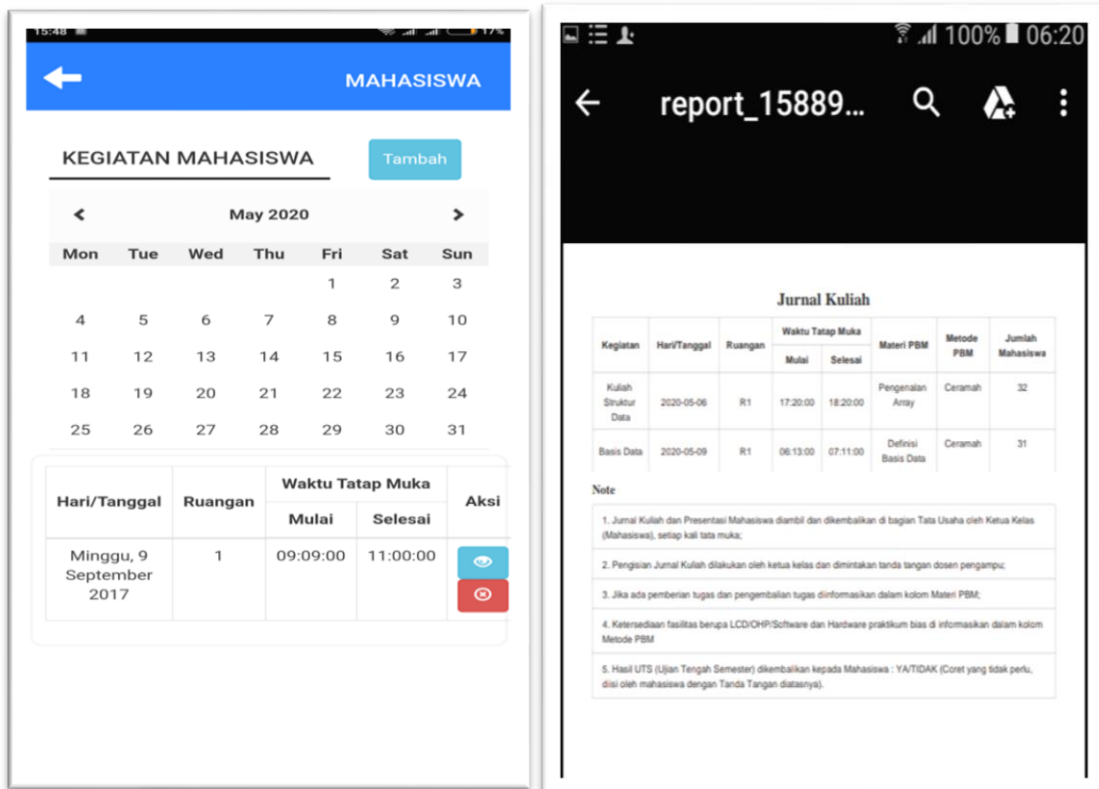 15:48 17%
MAHASISWA
KEGIATAN MAHASISWA Tambah
May 2020
Mon Tue Wed Thu Fri Sat Sun
1 2 3
4 5 6 7 8 9 10
11 12 13 14 15 16 17
18 19 20 21 22 23 24
25 26 27 28 29 30 31
Hari/Tanggal Ruangan Waktu Tatap Muka Aksi
Mulai Selesai
Minggu, 9 1 09:09:00 11:00:00
September
2017
100% 06:20
report_15889...
Jurnal Kuliah
Kegiatan Hari/Tanggal Ruangan Waktu Tatap Muka Materi PBM Metode PBM Jumlah Mahasiswa
Mulai Selesai
Kuliah Struktur Data 2020-05-06 R1 17:20:00 18:20:00 Pengenalan Array Ceramah 32
Basis Data 2020-05-09 R1 06:13:00 07:11:00 Definisi Basis Data Ceramah 31
Note
1. Jurnal Kuliah dan Presentasi Mahasiswa diambil dan dikembalikan di bagian Tata Usaha oleh Ketua Kelas
(Mahasiswa), setiap kali tata muka;
2. Pengisian Jurnal Kuliah dilakukan oleh ketua kelas dan dimintakan tanda tangan dosen pengampu;
3. Jika ada pemberian tugas dan pengembalian tugas diinformasikan dalam kolom Materi PBM;
4. Ketersediaan fasilitas berupa LCD/OHP/Software dan Hardware praktikum bias di informasikan dalam kolom
Metode PBM
5. Hasil UTS (Ujian Tengah Semester) dikembalikan kepada Mahasiswa : YA/TIDAK (Coret yang tidak perlu,
diisi oleh mahasiswa dengan Tanda Tangan diatasnya).